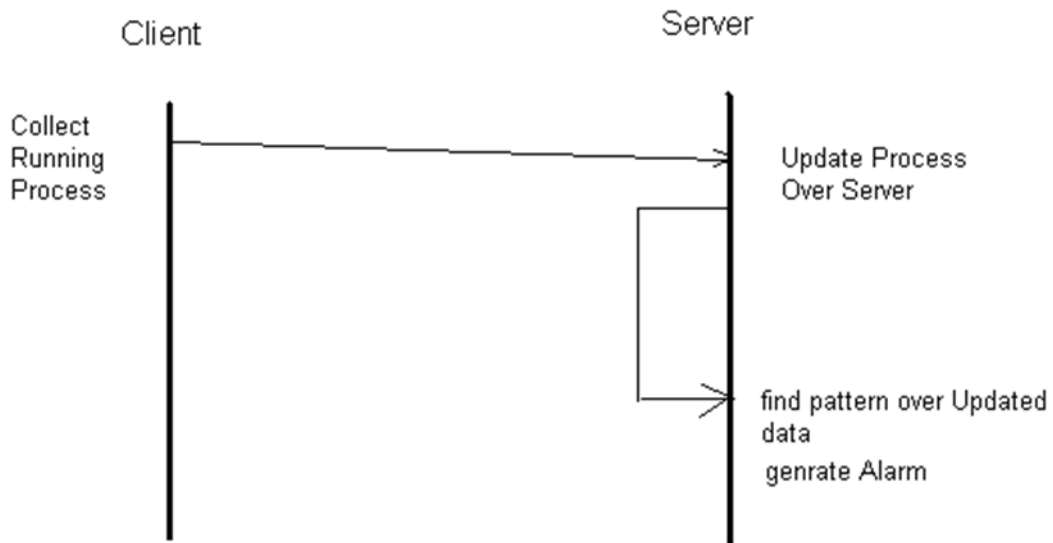 Client
Server
Collect
Running
Process
Update Process
Over Server
find pattern over Updated
data
genrate Alarm